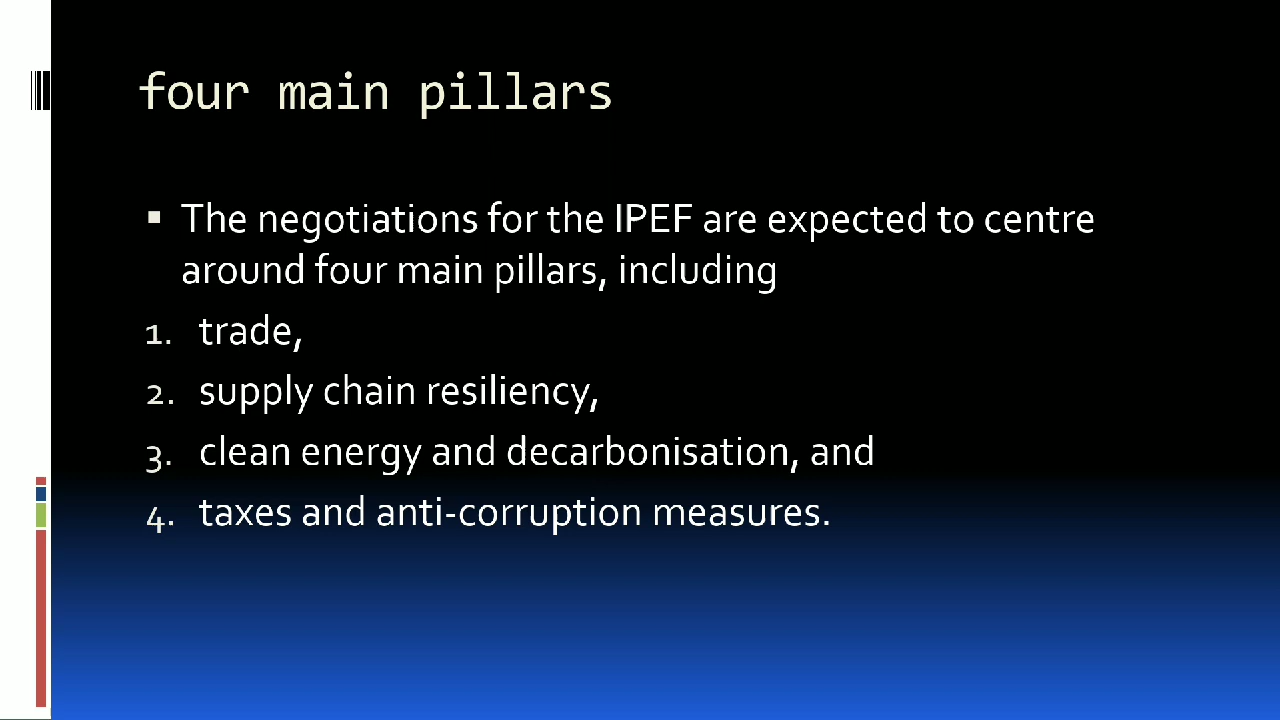 four main pillars
▪ The negotiations for the IPEF are expected to centre
around four main pillars, including
1. trade,
2. supply chain resiliency,
3. clean energy and decarbonisation, and
4. taxes and anti-corruption measures.